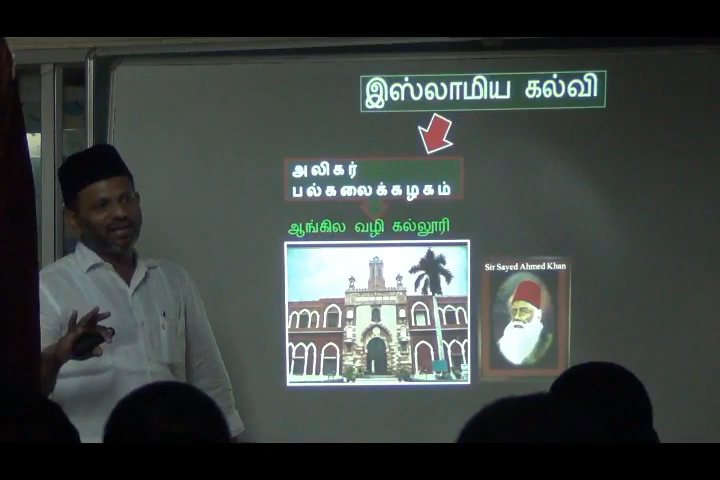 இஸ்லாமிய கல்வி
அலிகர்
பல்கலைக்கழகம்
ஆங்கில வழி கல்லூரி
Sir Sayed Ahmed Khan